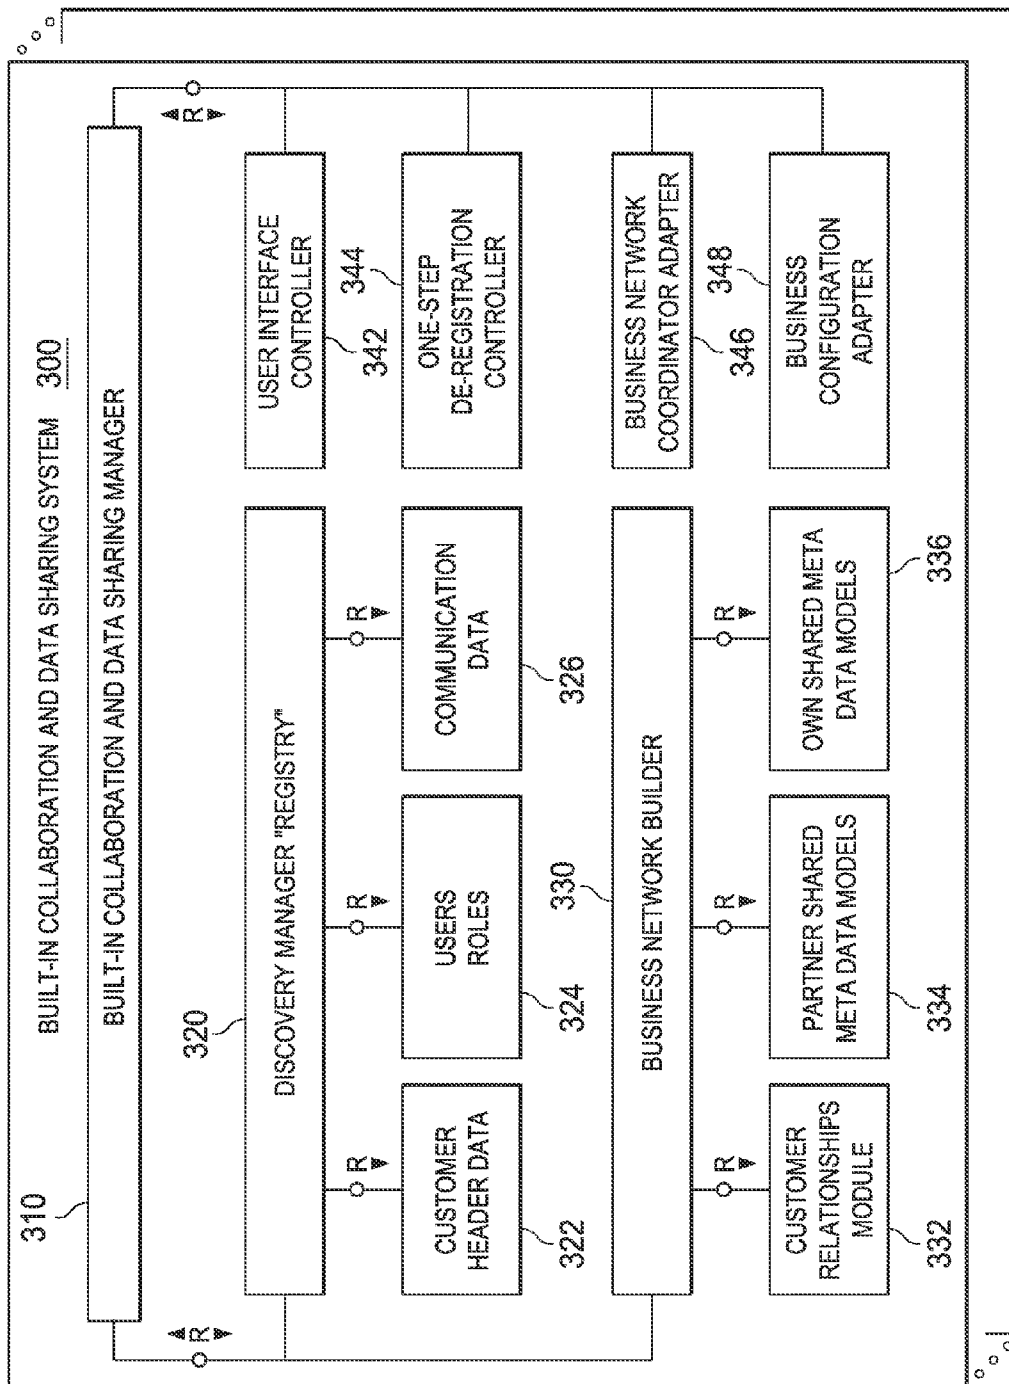 BUILT-IN COLLABORATION AND DATA SHARING SYSTEM 300
310
BUILT-IN COLLABORATION AND DATA SHARING MANAGER
R
R
320
DISCOVERY MANAGER "REGISTRY"
USER INTERFACE
CONTROLLER
342
R
R
R
344
CUSTOMER
HEADER DATA
322
USERS
ROLES
324
COMMUNICATION
DATA
326
ONE-STEP
DE-REGISTRATION
CONTROLLER
330
BUSINESS NETWORK BUILDER
BUSINESS NETWORK
COORDINATOR ADAPTER
346
R
R
R
348
CUSTOMER
RELATIONSHIPS
MODULE
332
PARTNER SHARED
META DATA MODELS
334
OWN SHARED META
DATA MODELS
336
BUSINESS
CONFIGURATION
ADAPTER